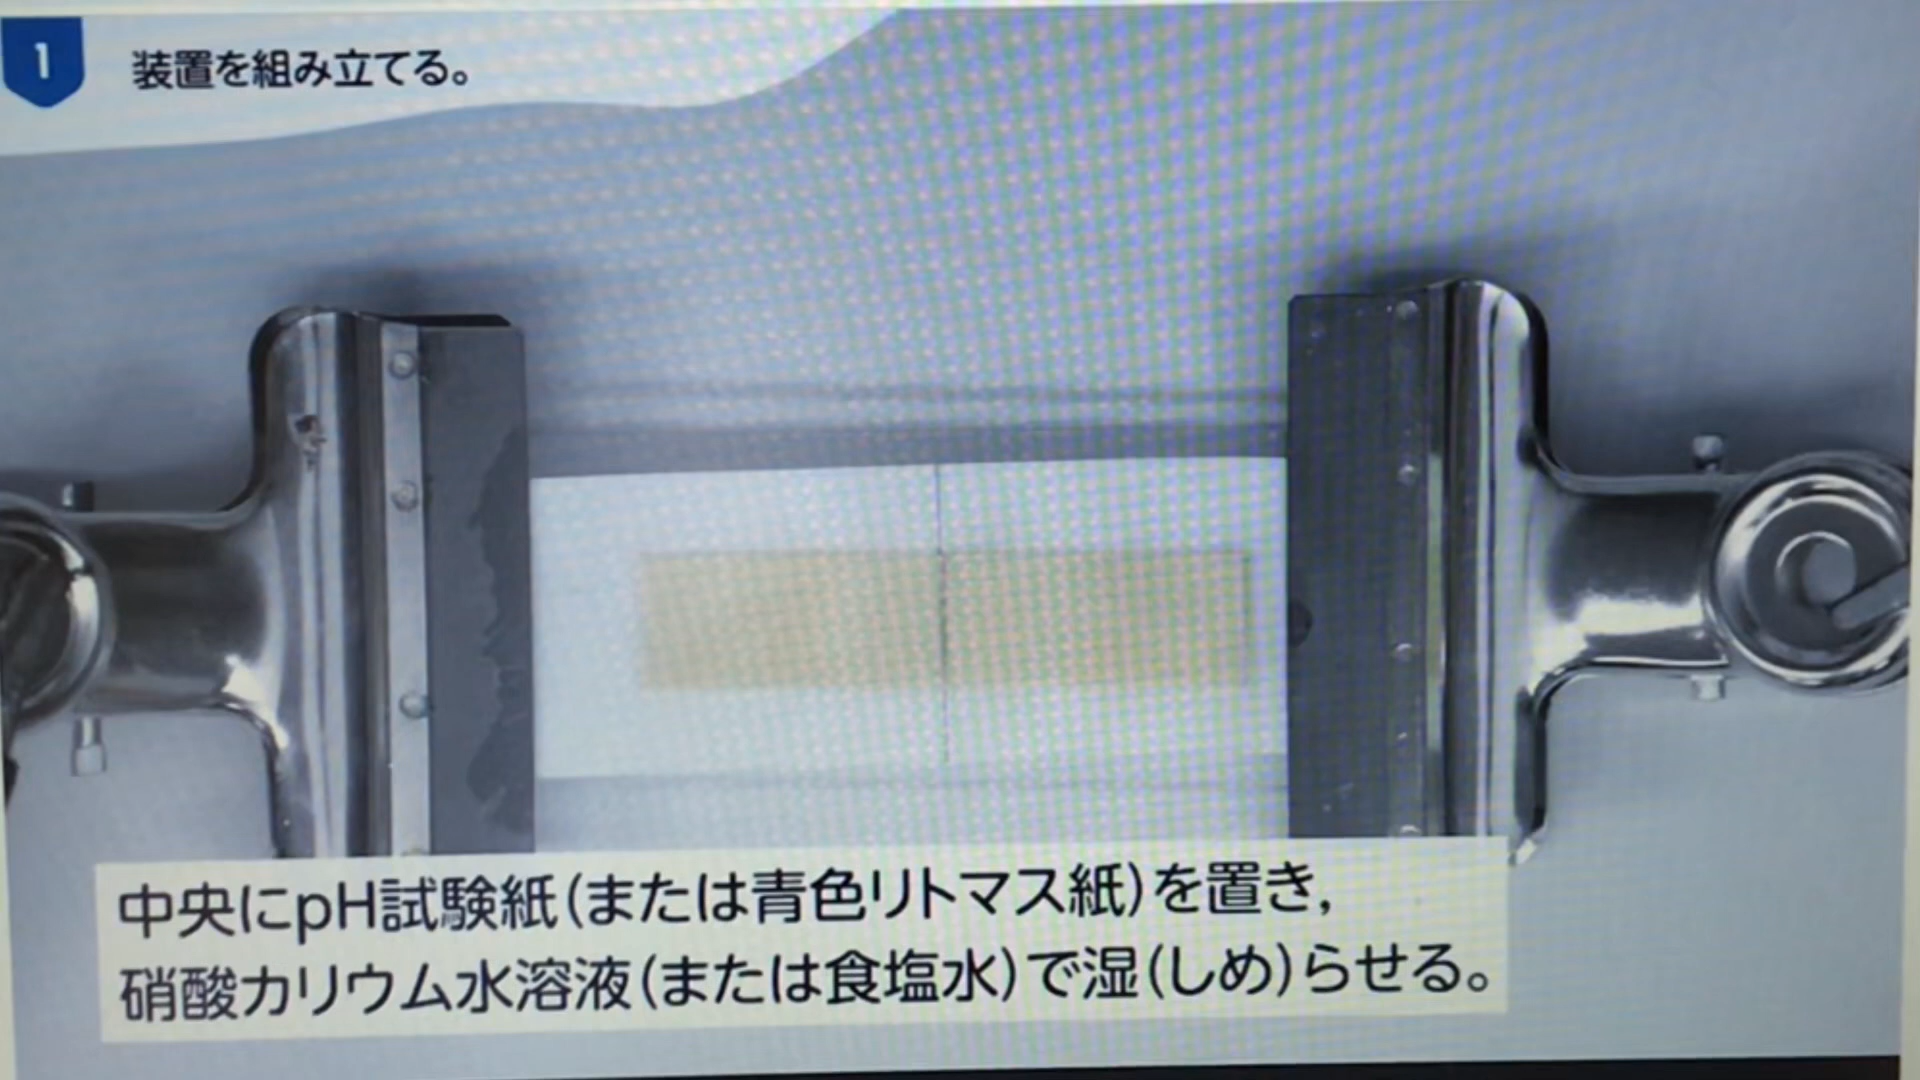 1
装置を組み立てる。
中央にpH試験紙(または青色リトマス紙)を置き,
硝酸カリウム水溶液(または食塩水)で湿(しめ)らせる。